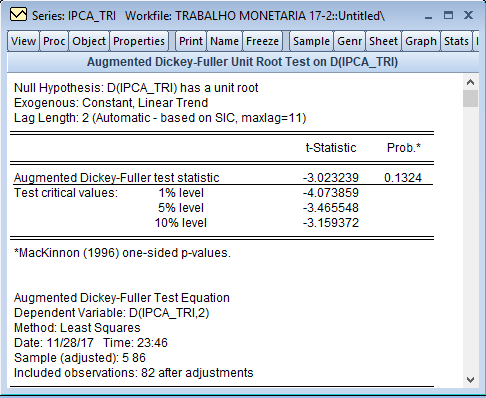 Series: IPCA_TRI Workfile: TRABALHO MONETARIA 17-2::Untitled\
View Proc Object Properties Print Name Freeze Sample Genr Sheet Graph Stats
Augmented Dickey-Fuller Unit Root Test on D(IPCA_TRI)
Null Hypothesis: D(IPCA_TRI) has a unit root
Exogenous: Constant, Linear Trend
Lag Length: 2 (Automatic - based on SIC, maxlag=11)
t-Statistic Prob.*
Augmented Dickey-Fuller test statistic -3.023239 0.1324
Test critical values: 1% level -4.073859
5% level -3.465548
10% level -3.159372
*MacKinnon (1996) one-sided p-values.
Augmented Dickey-Fuller Test Equation
Dependent Variable: D(IPCA_TRI,2)
Method: Least Squares
Date: 11/28/17 Time: 23:46
Sample (adjusted): 5 86
Included observations: 82 after adjustments